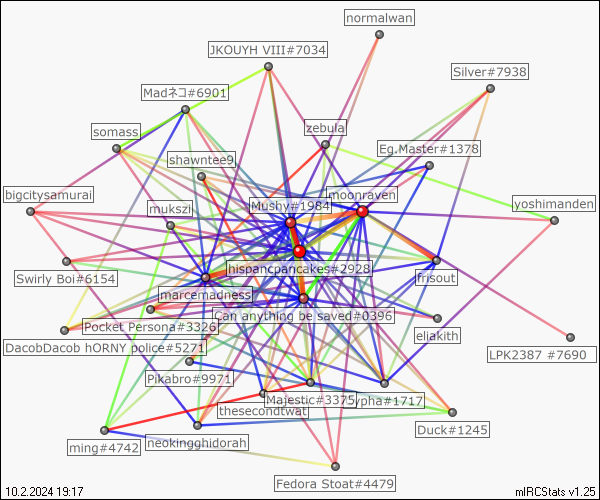 normalwan
JKOUYH VIII#7034
Silver#7938
Madネコ#6901
somass
zebula
Eg.Master#1378
shawntee9
bigcitysamurai
moonraven
yoshimanden
mukszi
Mushy#1984
hispancpancakes#2928
Swirly Boi#6154
frisout
jmarcemadness
Can anything be saved#0396
Pocket Persona#3326
eliakith
DacobDacob hORNY police#5271
LPK2387 #7690
Pikabro#9971
Majestic#3375
Lypha#1717
thesecondtwat
Duck#1245
ming#4742
neokingghidorah
Fedora Stoat#4479
10.2.2024 19:17
mIRCStats v1.25